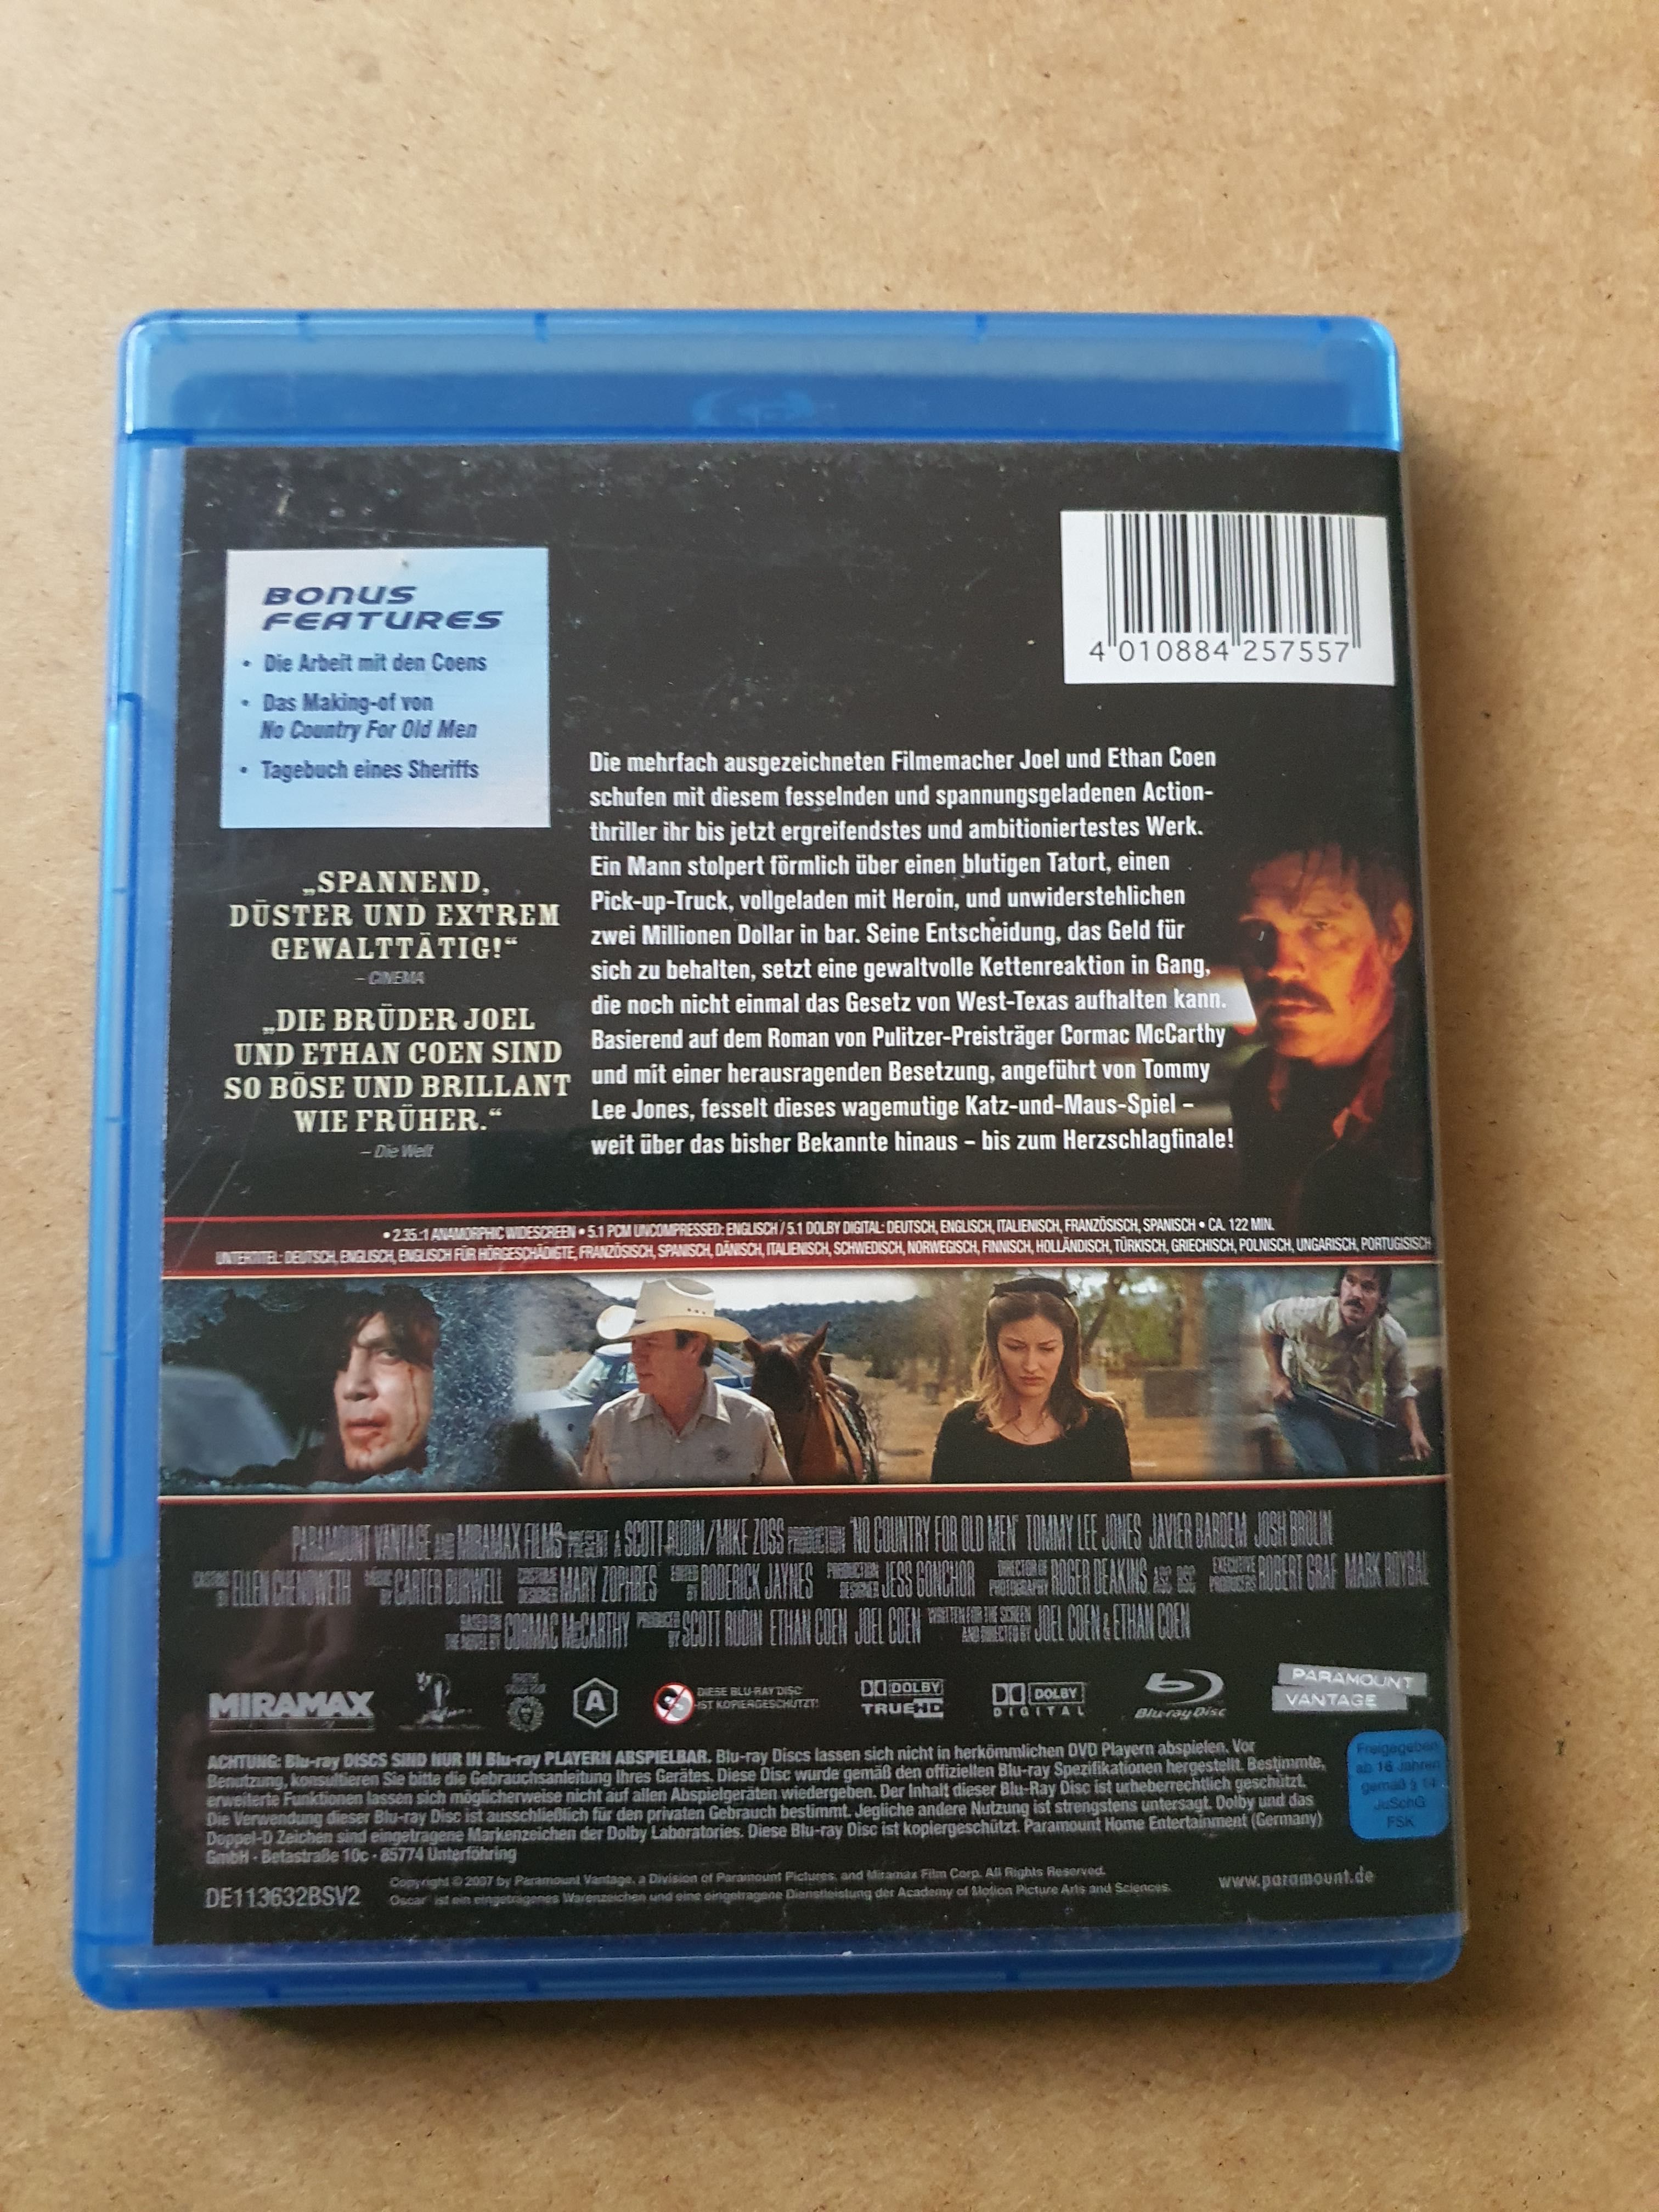 BONUS
FEATURES
• Die Arbeit mit den Coens
• Das Making-of von
No Country For Old Men
• Tagebuch eines Sheriffs
„SPANNEND,
DÜSTER UND EXTREM
GEWALTTÄTIG!“
– CINEMA
„DIE BRÜDER JOEL
UND ETHAN COEN SIND
SO BÖSE UND BRILLANT
WIE FRÜHER.“
– Die Welt
4 010884 257557
Die mehrfach ausgezeichneten Filmemacher Joel und Ethan Coen
schufen mit diesem fesselnden und spannungsgeladenen Action-
thriller ihr bis jetzt ergreifendstes und ambitioniertestes Werk.
Ein Mann stolpert förmlich über einen blutigen Tatort, einen
Pick-up-Truck, vollgeladen mit Heroin, und unwiderstehlichen
zwei Millionen Dollar in bar. Seine Entscheidung, das Geld für
sich zu behalten, setzt eine gewaltvolle Kettenreaktion in Gang,
die noch nicht einmal das Gesetz von West-Texas aufhalten kann.
Basierend auf dem Roman von Pulitzer-Preisträger Cormac McCarthy
und mit einer herausragenden Besetzung, angeführt von Tommy
Lee Jones, fesselt dieses wagemutige Katz-und-Maus-Spiel –
weit über das bisher Bekannte hinaus – bis zum Herzschlagfinale!
• 2.35:1 ANAMORPHIC WIDESCREEN • 5.1 PCM UNCOMPRESSED: ENGLISCH / 5.1 DOLBY DIGITAL: DEUTSCH, ENGLISCH, ITALIENISCH, FRANZÖSISCH, SPANISCH • CA. 122 MIN.
UNTERTITEL: DEUTSCH, ENGLISCH, ENGLISCH FÜR HÖRGESCHÄDIGTE, FRANZÖSISCH, SPANISCH, DÄNISCH, ITALIENISCH, SCHWEDISCH, NORWEGISCH, FINNISCH, HOLLÄNDISCH, TÜRKISCH, GRIECHISCH, POLNISCH, UNGARISCH, PORTUGISISCH
PARAMOUNT VANTAGE AND MIRAMAX FILMS PRESENT A SCOTT RUDIN/MIKE ZOSS PRODUCTION "NO COUNTRY FOR OLD MEN" TOMMY LEE JONES JAVIER BARDEM JOSH BROLIN
CASTING BY ELLEN CHENOWETH MUSIC BY CARTER BURWELL COSTUME DESIGNER MARY ZOPHRES EDITED BY RODERICK JAYNES PRODUCTION DESIGNER JESS GONCHOR DIRECTOR OF PHOTOGRAPHY ROGER DEAKINS, ASC BSC EXECUTIVE PRODUCERS ROBERT GRAF MARK ROYBAL
BASED ON THE NOVEL BY CORMAC McCARTHY PRODUCED BY SCOTT RUDIN ETHAN COEN JOEL COEN WRITTEN FOR THE SCREEN AND DIRECTED BY JOEL COEN & ETHAN COEN
MIRAMAX
A
DIESE BLU-RAY DISC
IST KOPIERGESCHÜTZT!
DOLBY
TRUEHD
DOLBY
DIGITAL
Blu-ray Disc
PARAMOUNT
VANTAGE
ACHTUNG: Blu-ray DISCS SIND NUR IN Blu-ray PLAYERN ABSPIELBAR. Blu-ray Discs lassen sich nicht in herkömmlichen DVD Playern abspielen. Vor
Benutzung, konsultieren Sie bitte die Gebrauchsanleitung Ihres Gerätes. Diese Disc wurde gemäß den offiziellen Blu-ray Spezifikationen hergestellt. Bestimmte,
erweiterte Funktionen lassen sich möglicherweise nicht auf allen Abspielgeräten wiedergeben. Der Inhalt dieser Blu-Ray Disc ist urheberrechtlich geschützt.
Die Verwendung dieser Blu-ray Disc ist ausschließlich für den privaten Gebrauch bestimmt. Jegliche andere Nutzung ist strengstens untersagt. Dolby und das
Doppel-D Zeichen sind eingetragene Markenzeichen der Dolby Laboratories. Diese Blu-ray Disc ist kopiergeschützt. Paramount Home Entertainment (Germany)
GmbH · Betastraße 10c · 85774 Unterföhring
Freigegeben
ab 16 Jahren
gemäß § 14
JuSchG
FSK
DE113632BSV2
Copyright © 2007 by Paramount Vantage, a Division of Paramount Pictures, and Miramax Film Corp. All Rights Reserved.
Oscar® ist ein eingetragenes Warenzeichen und eine eingetragene Dienstleistung der Academy of Motion Picture Arts and Sciences.
www.paramount.de